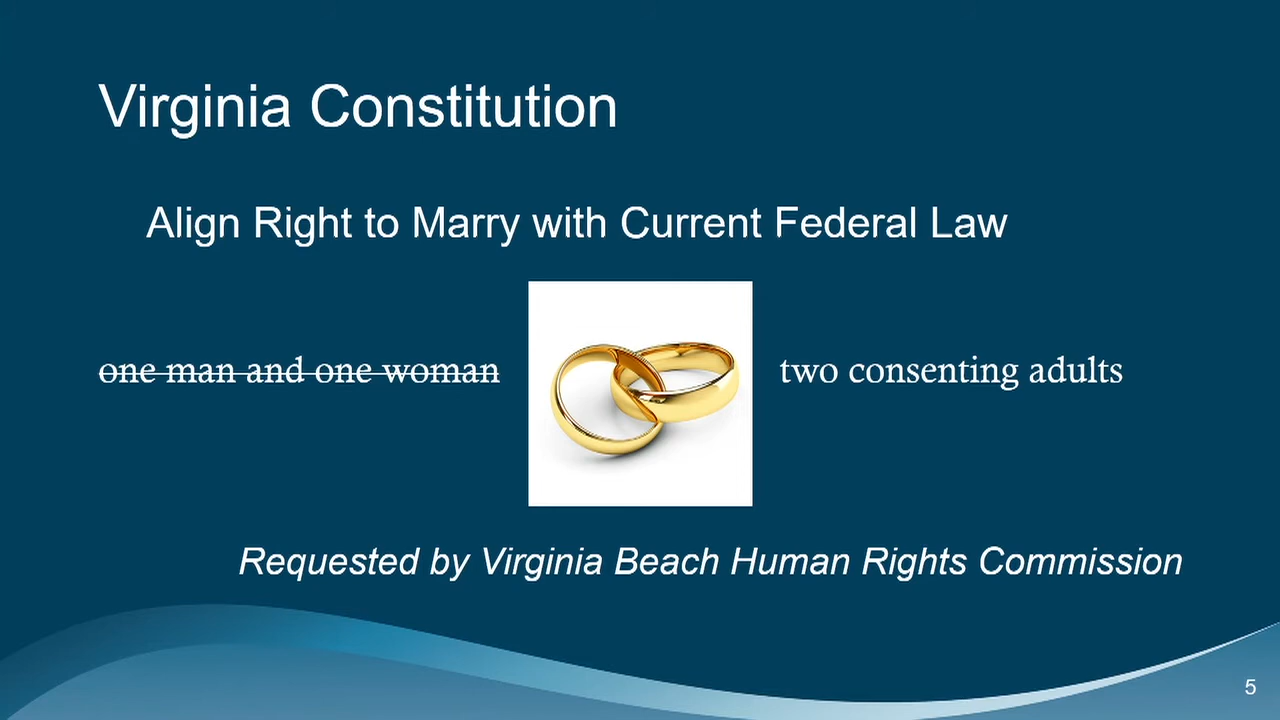 Virginia Constitution
Align Right to Marry with Current Federal Law
one man and one woman
two consenting adults
Requested by Virginia Beach Human Rights Commission
5